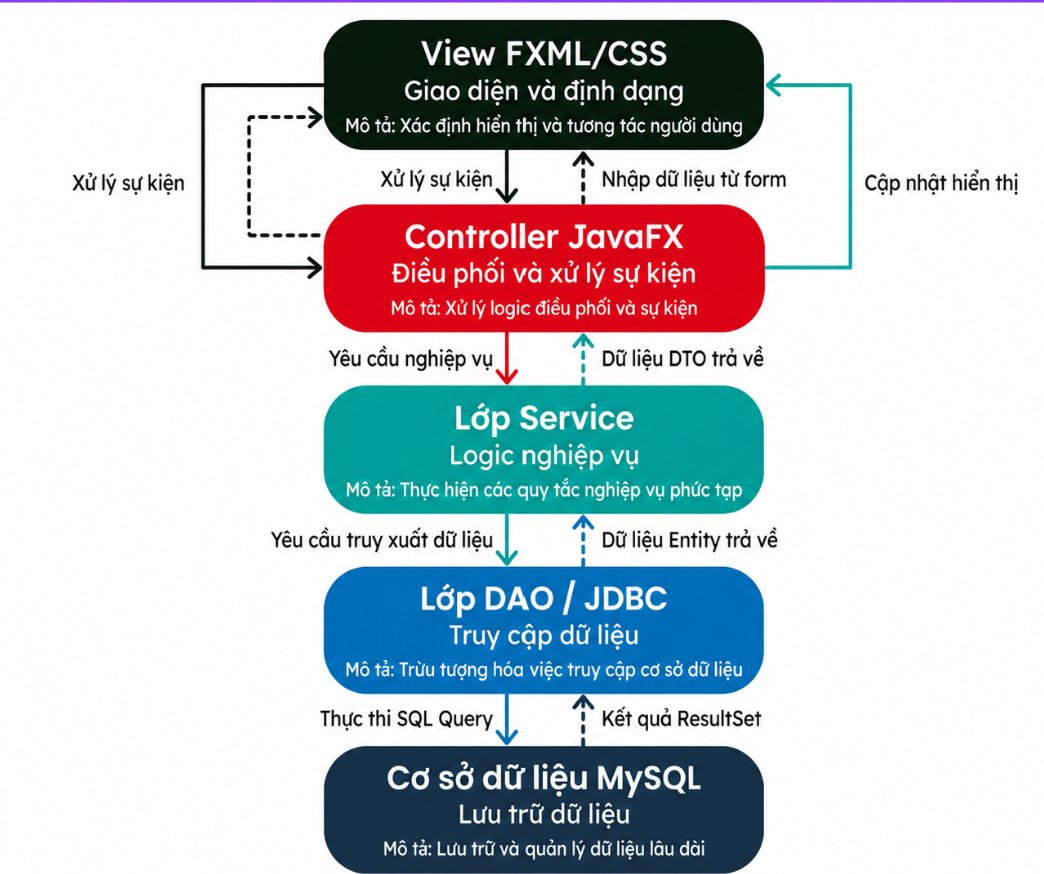 View FXML/CSS
Giao diện và định dạng
Mô tả: Xác định hiển thị và tương tác người dùng
Xử lý sự kiện
Xử lý sự kiện
Nhập dữ liệu từ form
Cập nhật hiển thị
Controller JavaFX
Điều phối và xử lý sự kiện
Mô tả: Xử lý logic điều phối và sự kiện
Yêu cầu nghiệp vụ
Dữ liệu DTO trả về
Lớp Service
Logic nghiệp vụ
Mô tả: Thực hiện các quy tắc nghiệp vụ phức tạp
Yêu cầu truy xuất dữ liệu
Dữ liệu Entity trả về
Lớp DAO / JDBC
Truy cập dữ liệu
Mô tả: Trừu tượng hóa việc truy cập cơ sở dữ liệu
Thực thi SQL Query
Kết quả ResultSet
Cơ sở dữ liệu MySQL
Lưu trữ dữ liệu
Mô tả: Lưu trữ và quản lý dữ liệu lâu dài